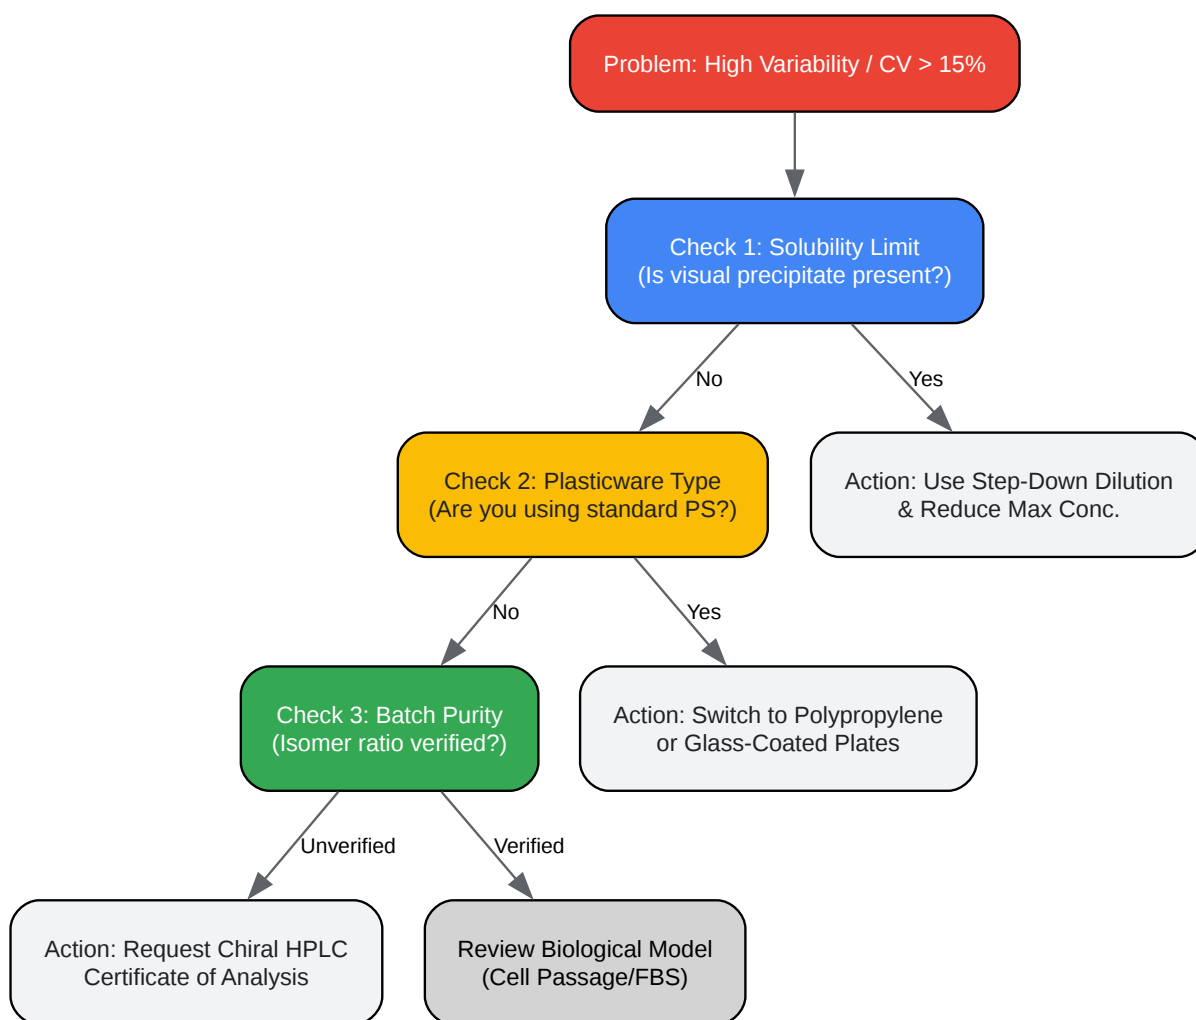 Problem: High Variability / CV > 15%
Check 1: Solubility Limit
(Is visual precipitate present?)
No
Yes
Check 2: Plasticware Type
(Are you using standard PS?)
Action: Use Step-Down Dilution
& Reduce Max Conc.
No
Yes
Check 3: Batch Purity
(Isomer ratio verified?)
Action: Switch to Polypropylene
or Glass-Coated Plates
Unverified
Verified
Action: Request Chiral HPLC
Certificate of Analysis
Review Biological Model
(Cell Passage/FBS)